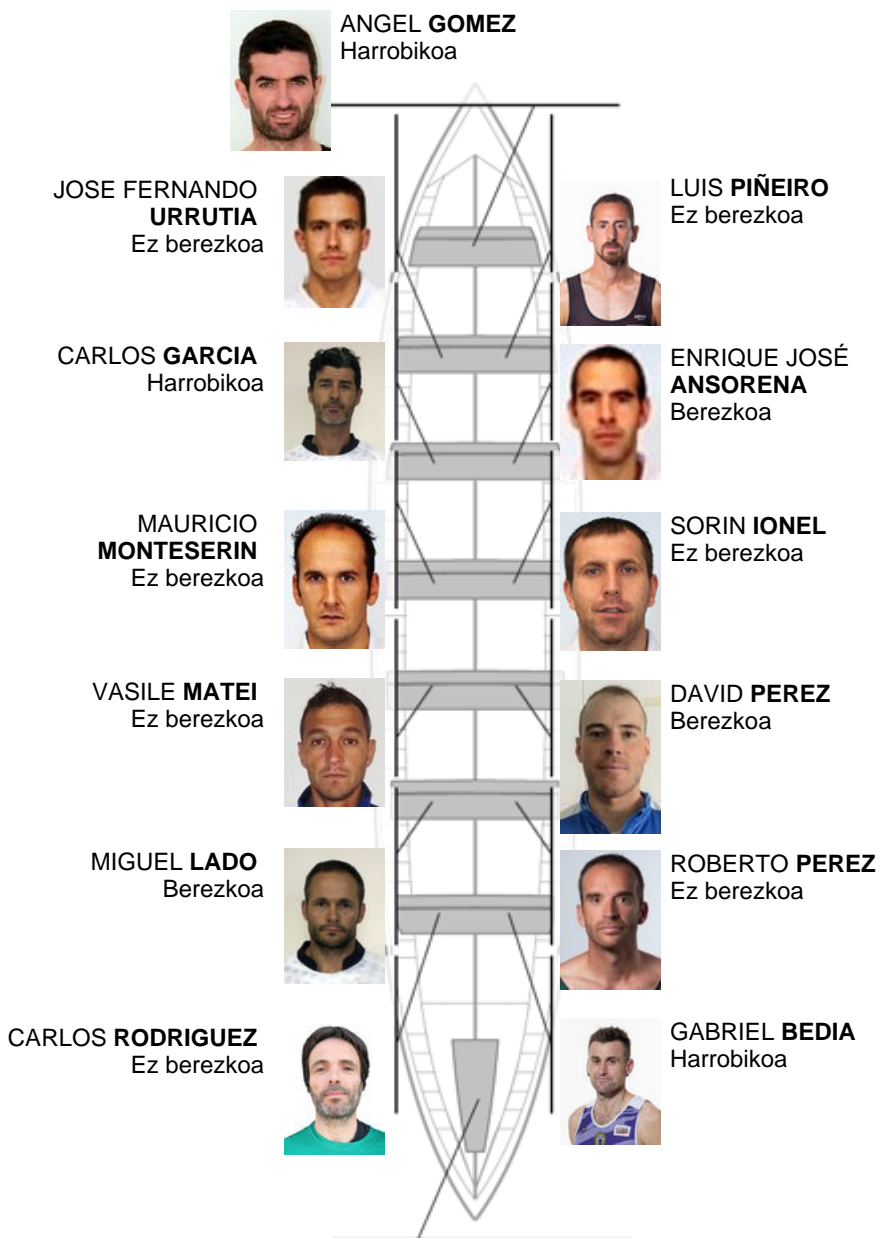 ANGEL GOMEZ
Harrobikoa
JOSE FERNANDO
URRUTIA
Ez berezkoa
LUIS PIÑEIRO
Ez berezkoa
CARLOS GARCIA
Harrobikoa
ENRIQUE JOSÉ
ANSORENA
Berezkoa
MAURICIO
MONTESERIN
Ez berezkoa
SORIN IONEL
Ez berezkoa
VASILE MATEI
Ez berezkoa
DAVID PEREZ
Berezkoa
MIGUEL LADO
Berezkoa
ROBERTO PEREZ
Ez berezkoa
CARLOS RODRIGUEZ
Ez berezkoa
GABRIEL BEDIA
Harrobikoa